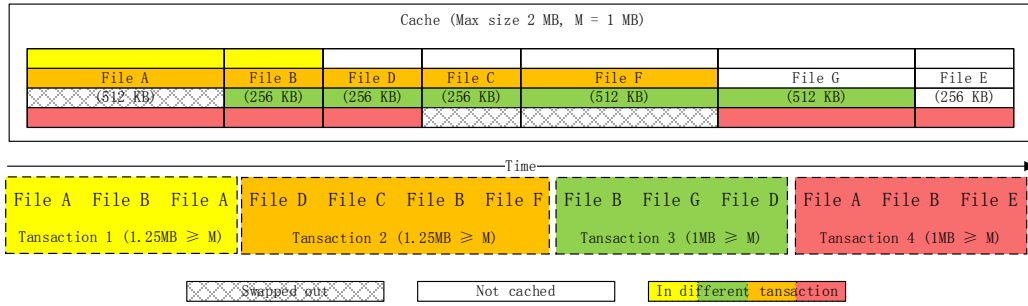 Cache (Max size 2 MB, M = 1 MB)
File A File B File D File C File F File G File E
(512 KB) (256 KB) (256 KB) (256 KB) (512 KB) (512 KB) (256 KB)
Time
File A File B File A File D File C File B File F File B File G File D File A File B File E
Tansaction 1 (1.25MB ≥ M) Tansaction 2 (1.25MB ≥ M) Tansaction 3 (1MB ≥ M) Tansaction 4 (1MB ≥ M)
Swapped out Not cached In different tansaction